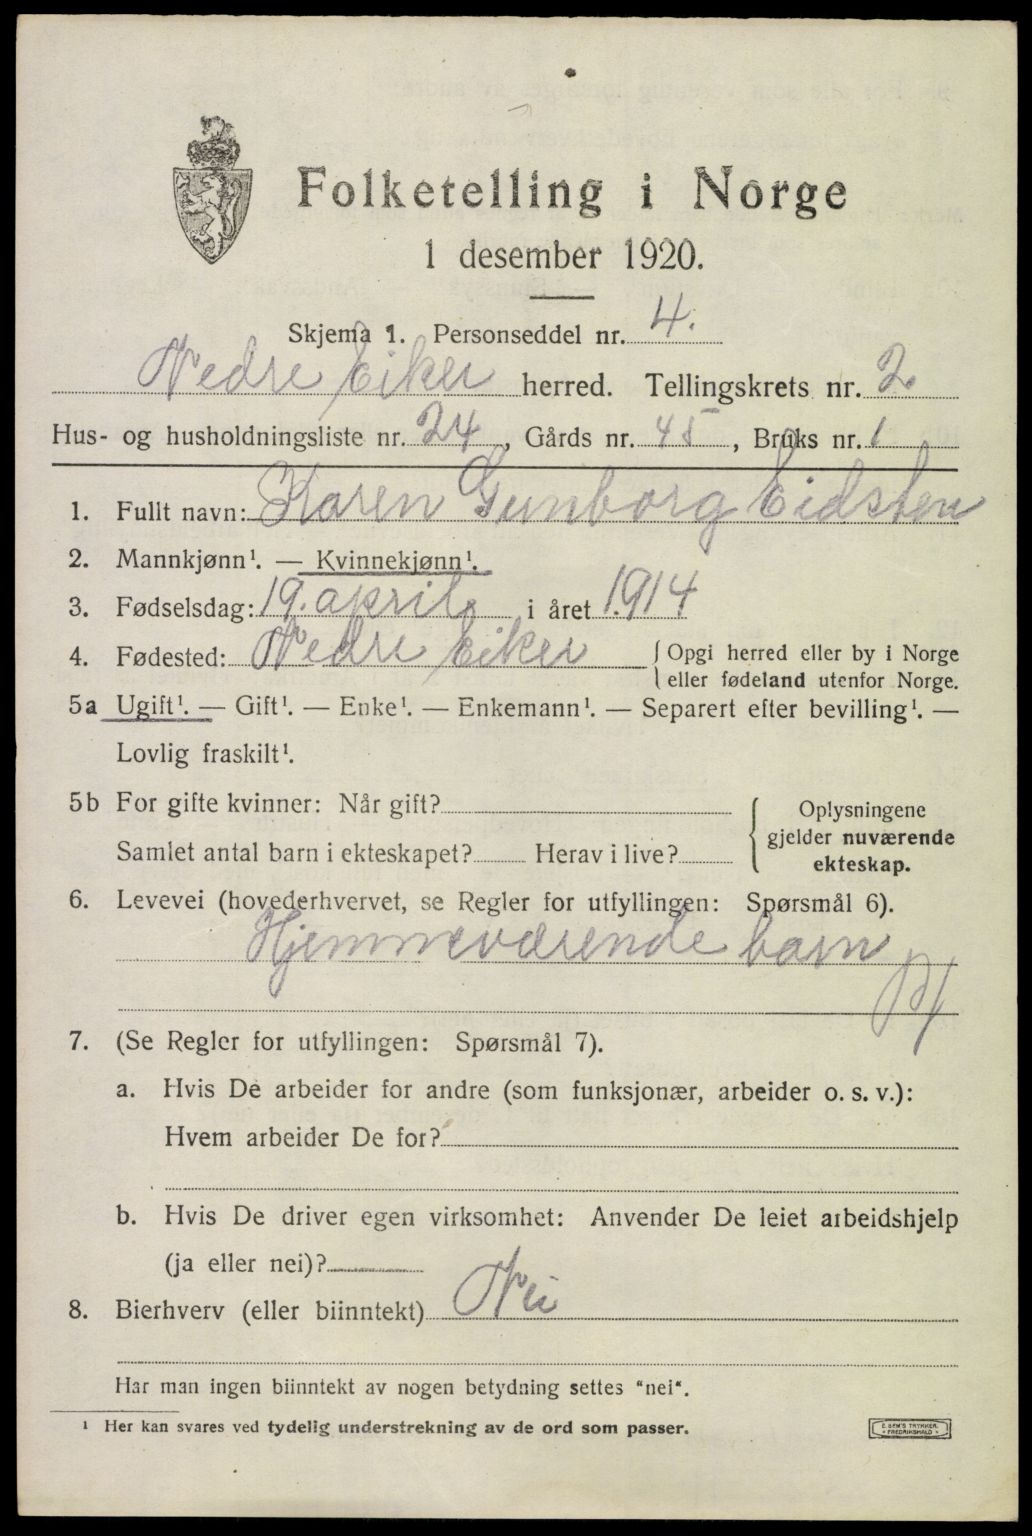 Folketelling i Norge
1 desember 1920.
Skjema 1. Personseddel nr. 4.
Nedre Eiker herred. Tellingskrets nr. 2.
Hus- og husholdningsliste nr. 24, Gårds nr. 45, Bruks nr. 1
1. Fullt navn: Karen Gunborg Eidsten
2. Mannkjønn¹. — Kvinnekjønn¹.
3. Fødselsdag: 19. april i året 1914
4. Fødested: Nedre Eiker { Opgi herred eller by i Norge
eller fødeland utenfor Norge.
5a Ugift¹. — Gift¹. — Enke¹. — Enkemann¹. — Separert efter bevilling¹. —
Lovlig fraskilt¹.
5b For gifte kvinner: Når gift?
Samlet antal barn i ekteskapet? Herav i live?
Oplysningene
gjelder nuværende
ekteskap.
6. Levevei (hovederhvervet, se Regler for utfyllingen: Spørsmål 6).
Hjemmeværende barn
7. (Se Regler for utfyllingen: Spørsmål 7).
a. Hvis De arbeider for andre (som funksjonær, arbeider o. s. v.):
Hvem arbeider De for?
b. Hvis De driver egen virksomhet: Anvender De leiet arbeidshjelp
(ja eller nei)?
8. Bierhverv (eller biinntekt) Nei
Har man ingen biinntekt av nogen betydning settes "nei".
¹ Her kan svares ved tydelig understrekning av de ord som passer.
E. SEM'S TRYKKER.
FREDRIKSHALD